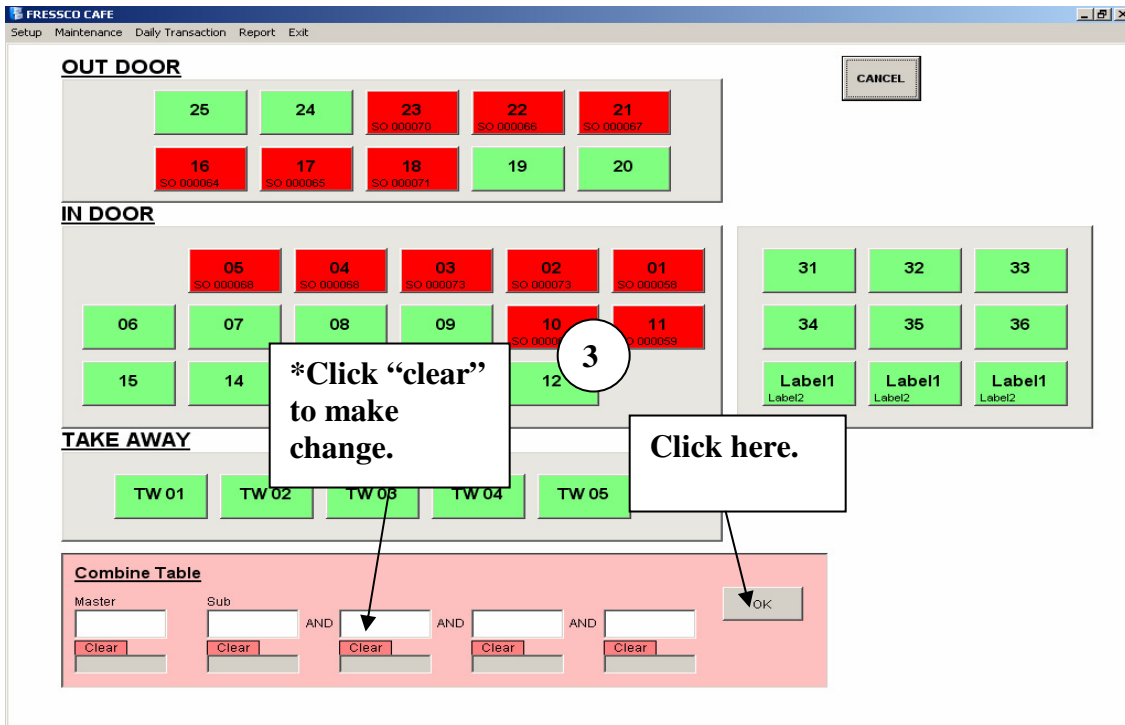 FRESSCO CAFE
Setup Maintenance Daily Transaction Report Exit
OUT DOOR
CANCEL
25 24 23 22 21
SO 000070 SO 000066 SO 000067
16 17 18 19 20
SO 000064 SO 000065 SO 000071
IN DOOR
05 04 03 02 01
SO 000068 SO 000068 SO 000073 SO 000073 SO 000058
31 32 33
06 07 08 09 10 11
000059
34 35 36
3
15 14 12
*Click “clear”
to make
change.
Label1 Label1 Label1
Label2 Label2 Label2
TAKE AWAY
Click here.
TW 01 TW 02 TW 03 TW 04 TW 05
Combine Table
Master Sub
AND AND AND
OK
Clear Clear Clear Clear Clear